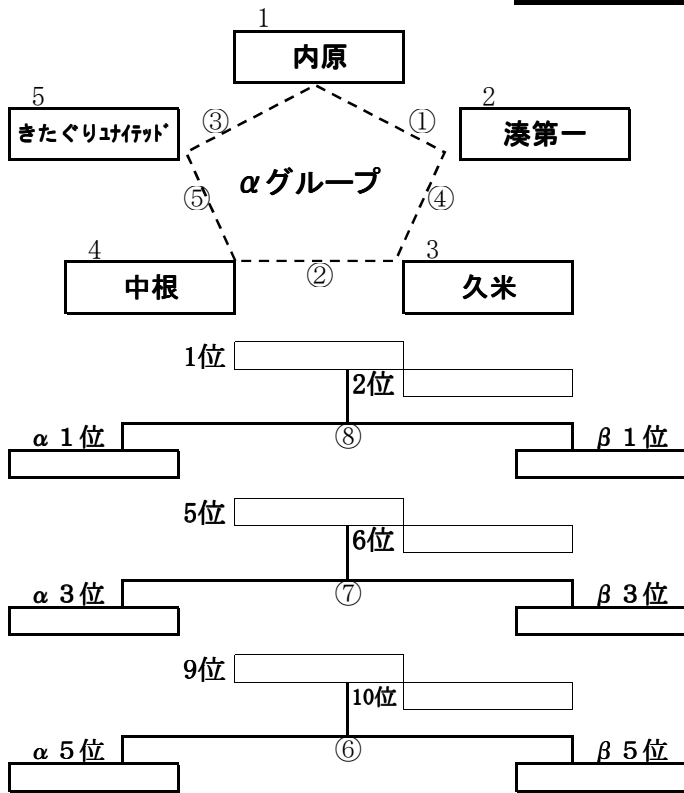 1
内原
5
きたぐりﾕﾅｲﾃｯﾄﾞ
2
湊第一
③
①
αグループ
⑤
④
4
中根
②
3
久米
1位
2位
α 1位
⑧
β 1位
5位
6位
α 3位
⑦
β 3位
9位
10位
α 5位
⑥
β 5位